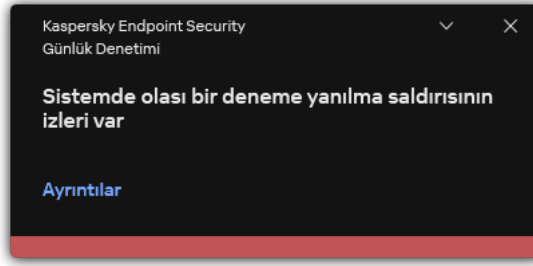 Kaspersky Endpoint Security
Günlük Denetimi
Sistemde olası bir deneme yanılma saldırısının
izleri var
Ayrıntılar